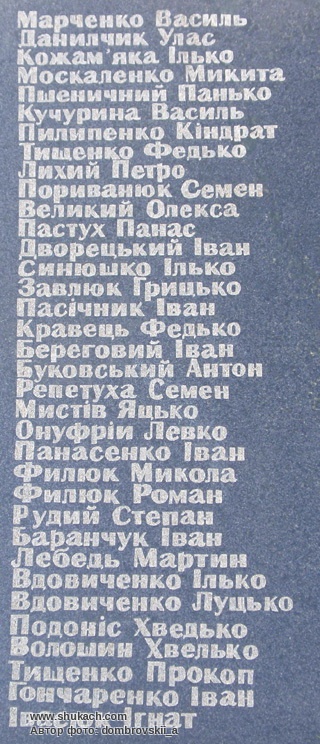 Марченко Василь
Данилчик Улас
Кожам'яка Ілько
Москаленко Микита
Пшеничний Панько
Кучурина Василь
Пилипенко Кіндрат
Тищенко Федько
Лихий Петро
Пориванюк Семен
Великий Олекса
Пастух Панас
Дворецький Іван
Синюшко Ілько
Завлюк Грицько
Пасічник Іван
Кравець Федько
Береговий Іван
Буковський Антон
Репетуха Семен
Мистів Яцько
Онуфріи Левко
Панасенко Іван
Филюк Микола
Филюк Роман
Рудий Степан
Баранчук Іван
Лебедь Мартин
Вдовиченко Ілько
Вдовиченко Луцько
Подоніс Хведько
Волошин Хвелько
Тищенко Прокоп
Гончаренко Іван
Ігнат
www.shukach.com
Автор фото: dombrovskii.a